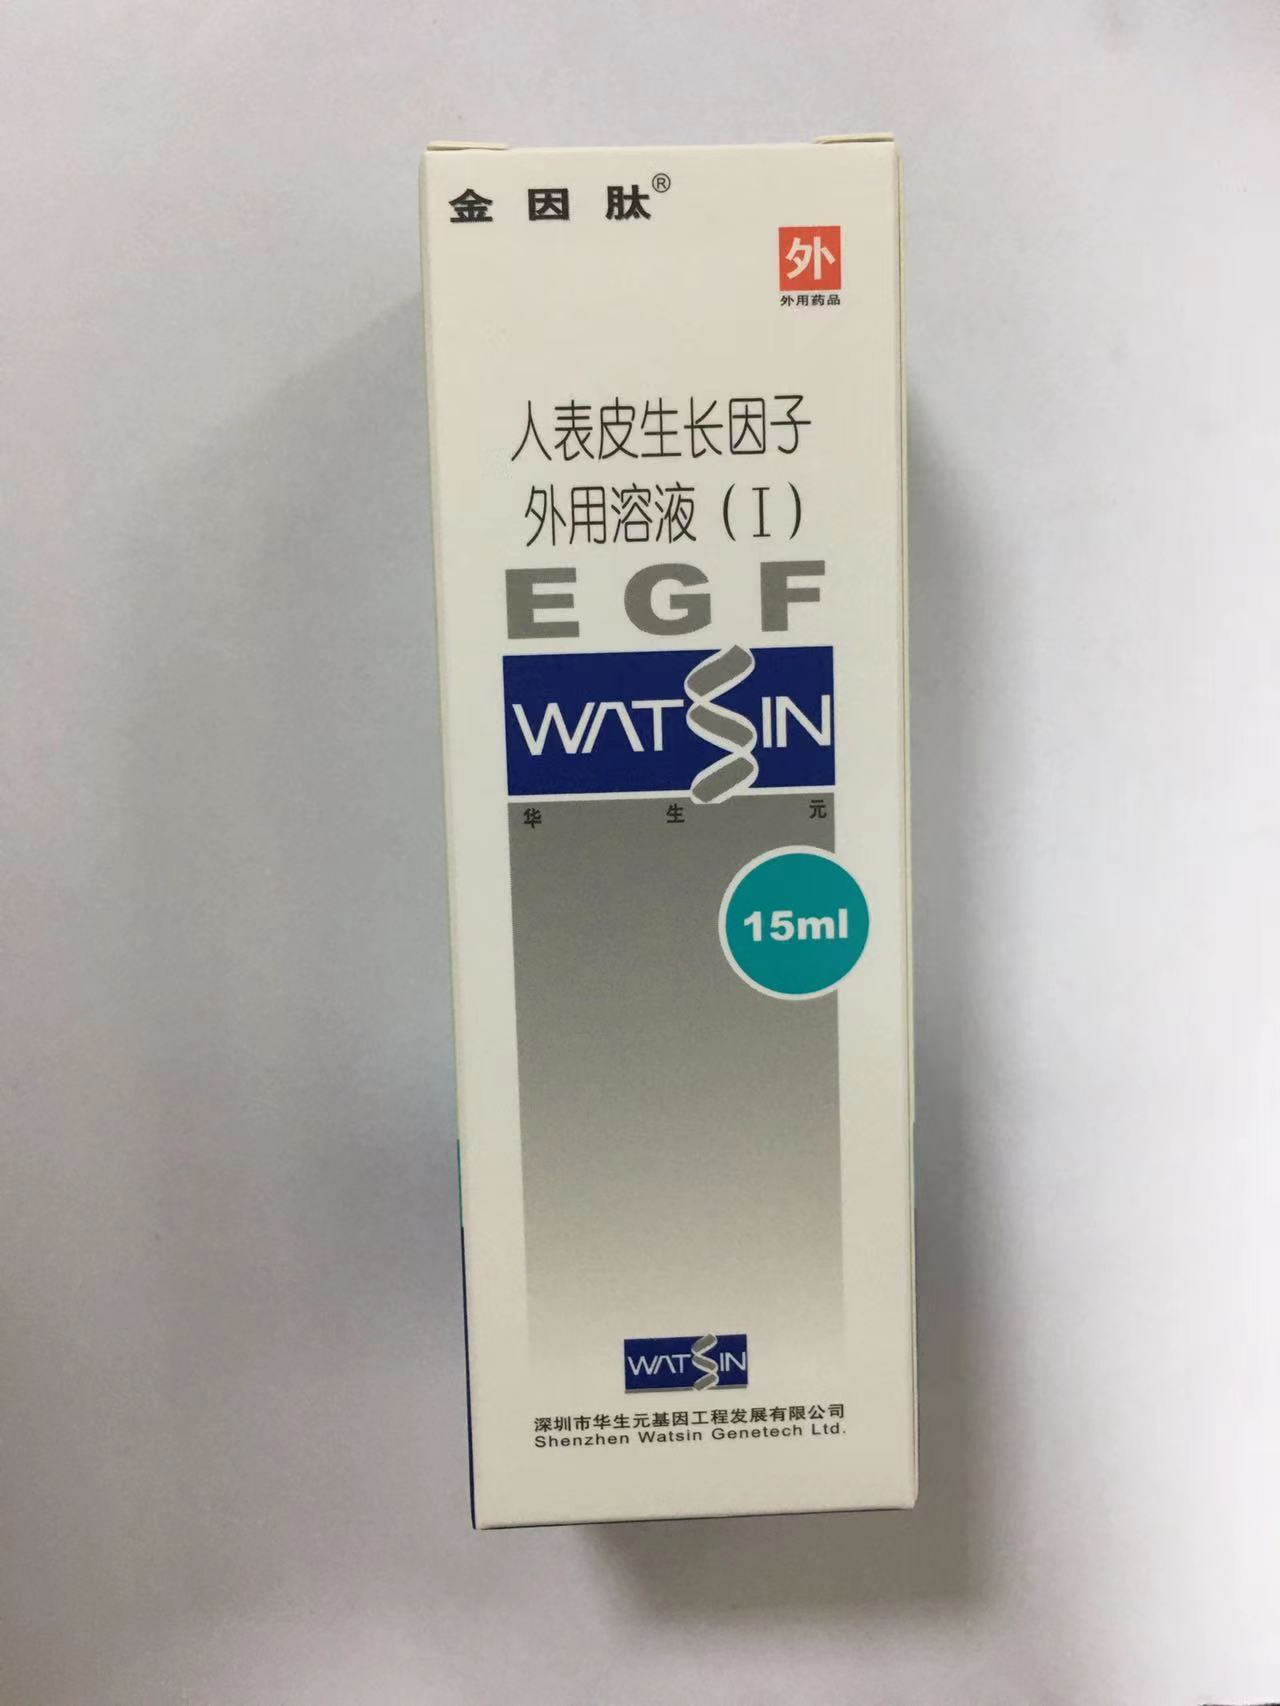 金因肽®
外
外用药品
人表皮生长因子
外用溶液（I）
EGF
WATSIN
华生元
15ml
WATSIN
深圳市华生元基因工程发展有限公司
Shenzhen Watsin Genetech Ltd.